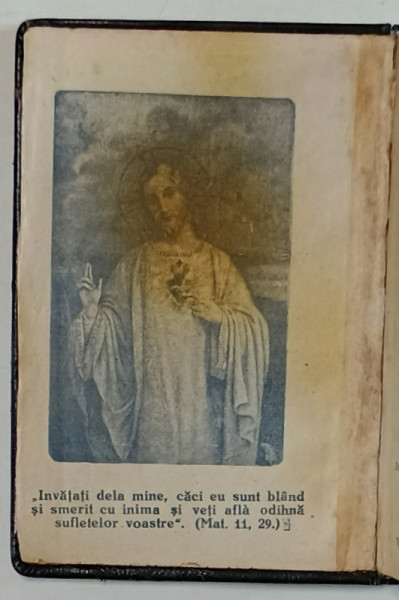 „Invățați dela mine, căci eu sunt blând
și smerit cu inima și veți aflà odihnă
sufletelor voastre“. (Mat. 11, 29.)